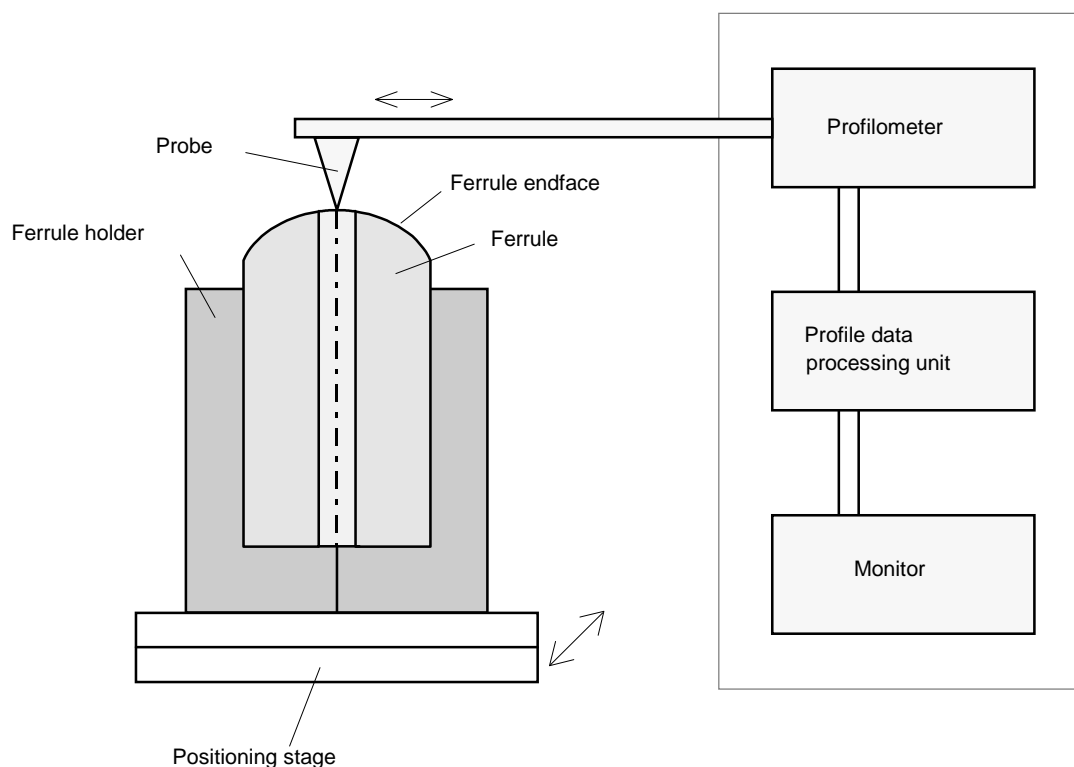 Profilometer
Probe
Ferrule endface
Ferrule holder
Ferrule
Profile data
processing unit
Monitor
Positioning stage